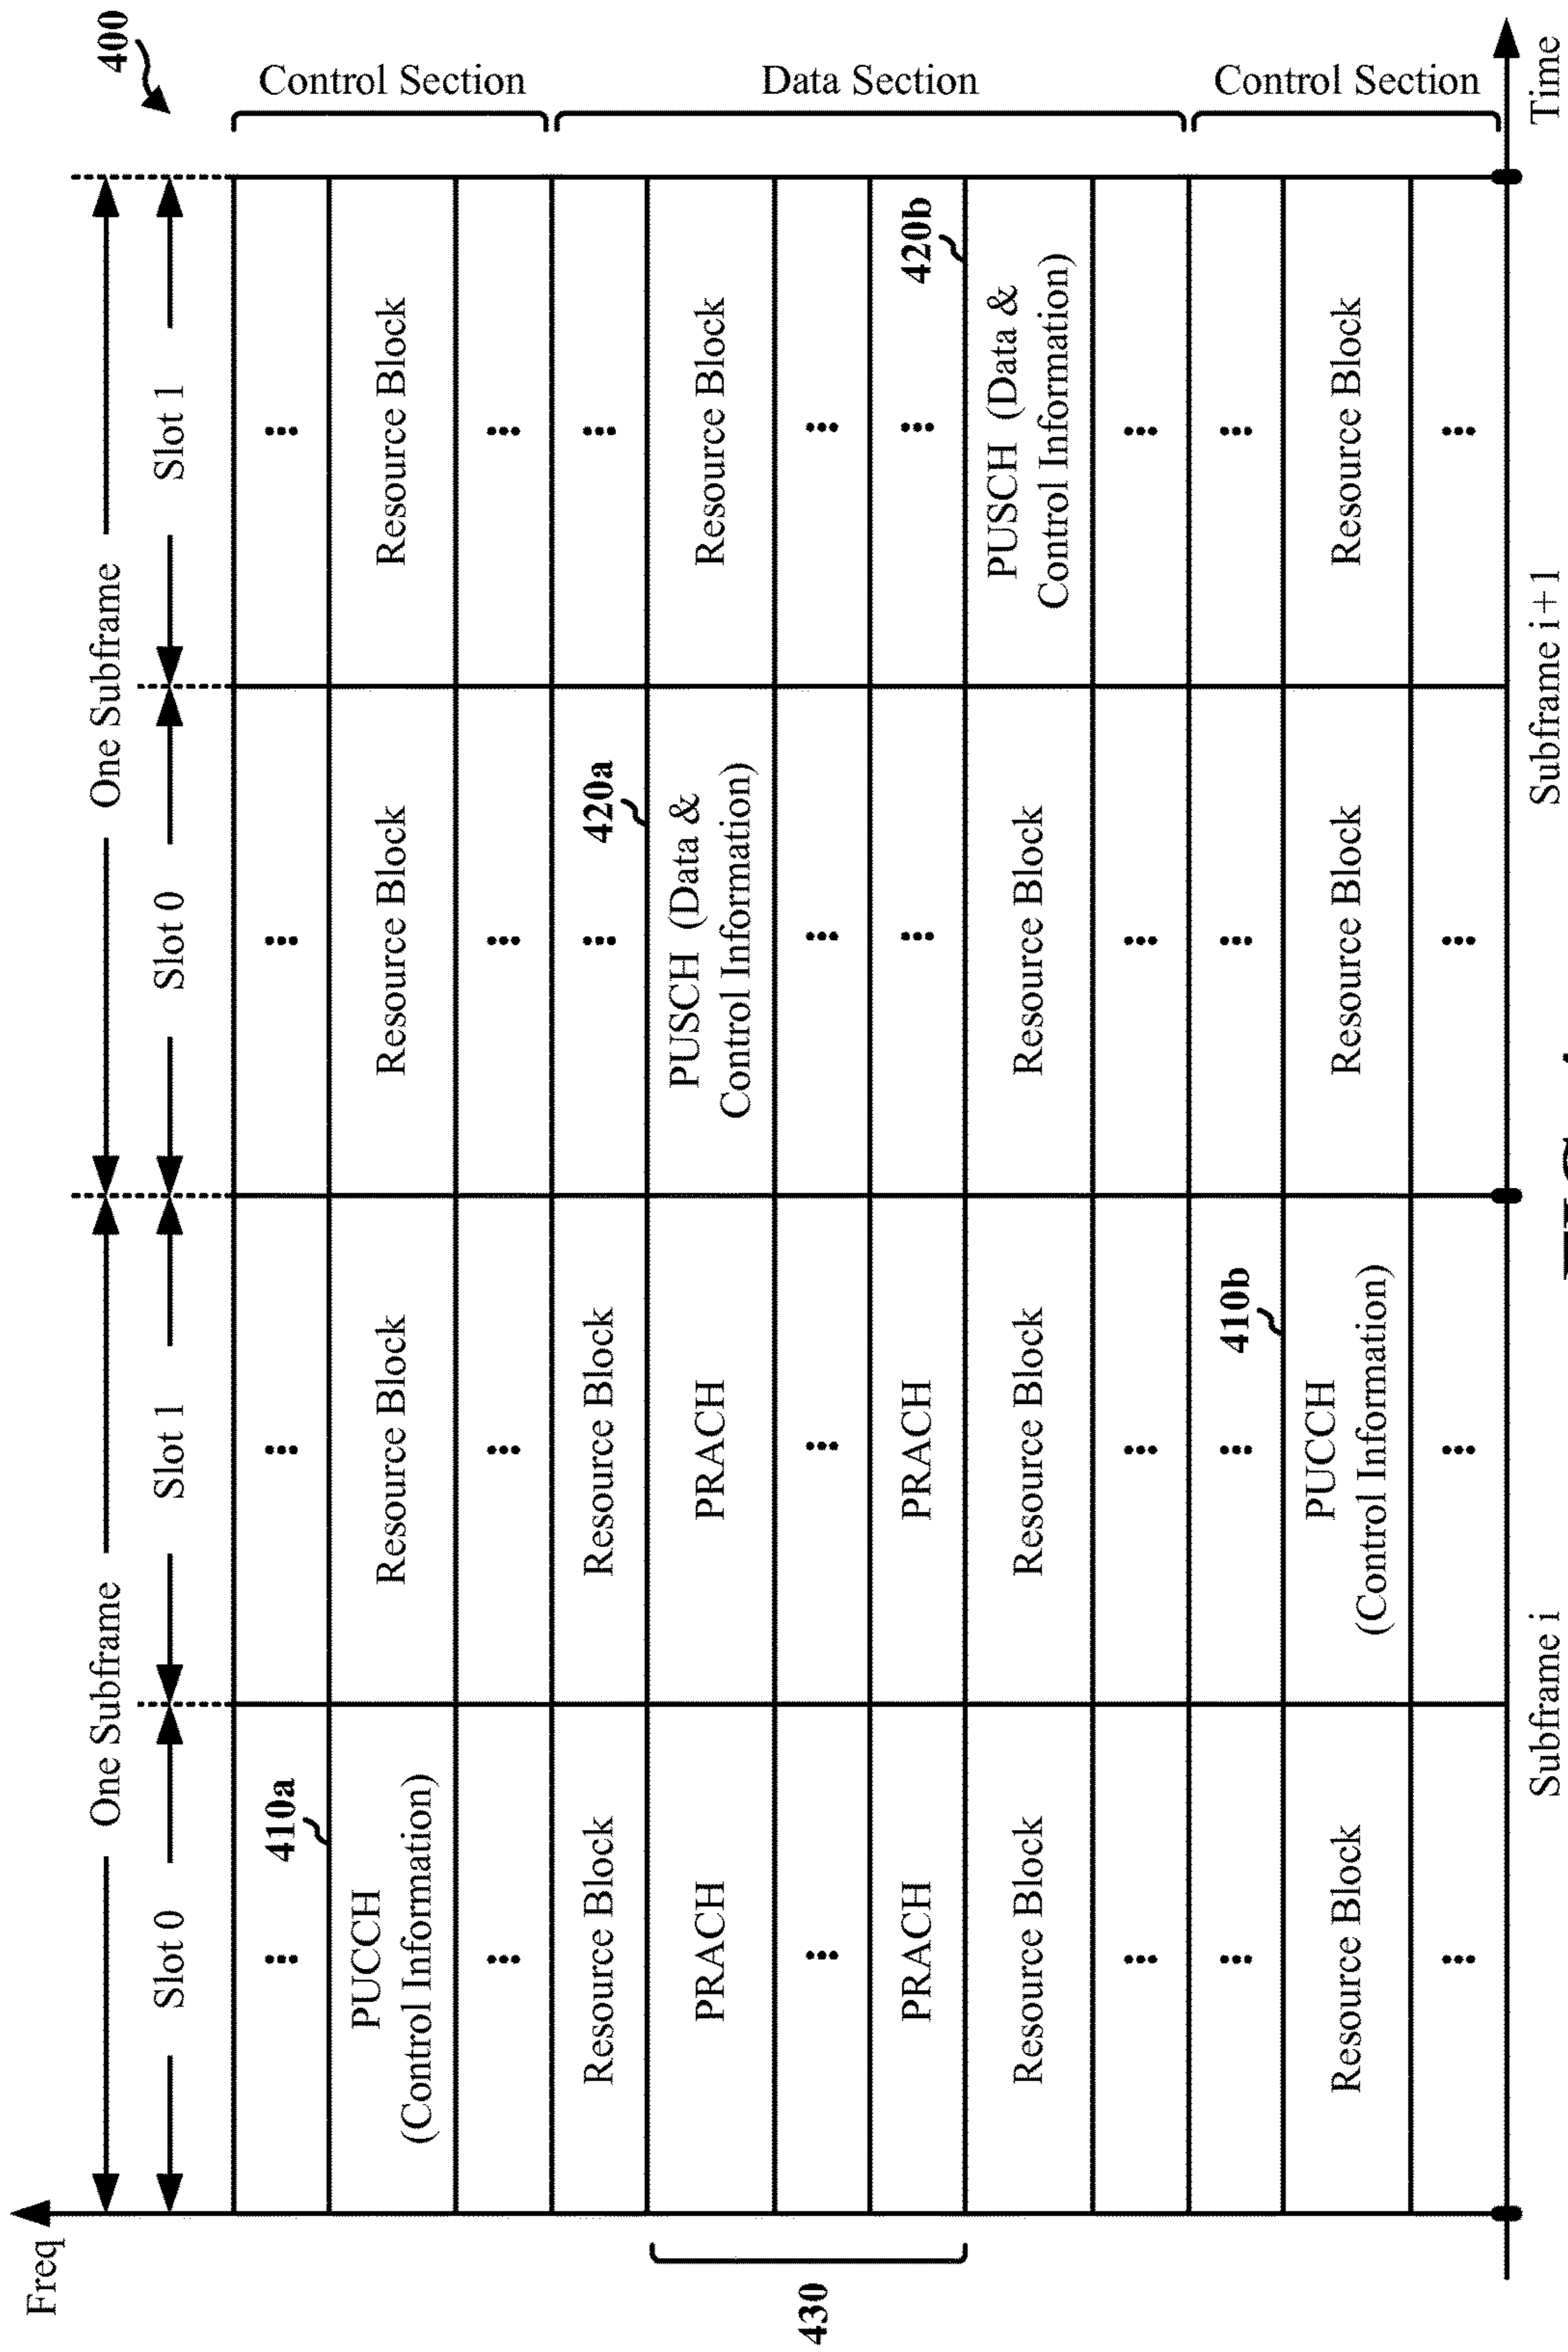 Freq
400
One Subframe
One Subframe
Slot 0
Slot 1
Slot 0
Slot 1
Control Section
410a
PUCCH
(Control Information)
Resource Block
Resource Block
Resource Block
Data Section
Resource Block
Resource Block
420a
PRACH
PRACH
PUSCH (Data &
Control Information)
Resource Block
430
PRACH
PRACH
420b
Resource Block
Resource Block
Resource Block
PUSCH (Data &
Control Information)
Control Section
410b
Resource Block
PUCCH
(Control Information)
Resource Block
Resource Block
Subframe i
Subframe i+1
Time